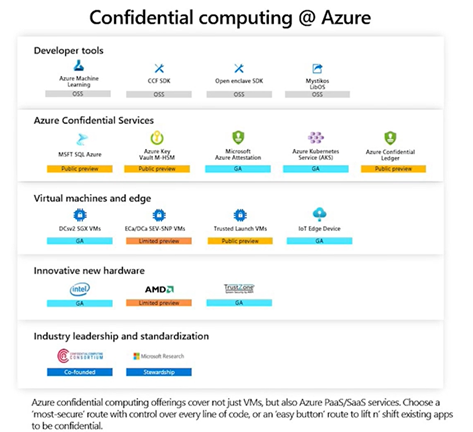 Confidential computing @ Azure
Developer tools
Azure Machine
Learning
OSS
CCF SDK
OSS
Open enclave SDK
OSS
Mystikos
LibOS
OSS
Azure Confidential Services
MSFT SQL Azure
Public preview
Azure Key
Vault M-HSM
Public preview
Microsoft
Azure Attestation
GA
Azure Kubernetes
Service (AKS)
GA
Azure Confidential
Ledger
Public preview
Virtual machines and edge
DCsv2 SGX VMs
GA
ECa/DCa SEV-SNP VMs
Limited preview
Trusted Launch VMs
Public preview
IoT Edge Device
GA
Innovative new hardware
intel
GA
AMD
Limited preview
TrustZone
GA
Industry leadership and standardization
CONFIDENTIAL COMPUTING
CONSORTIUM
Co-founded
Microsoft Research
Stewardship
Azure confidential computing offerings cover not just VMs, but also Azure PaaS/SaaS services. Choose a
'most-secure' route with control over every line of code, or an 'easy button' route to lift n' shift existing apps
to be confidential.